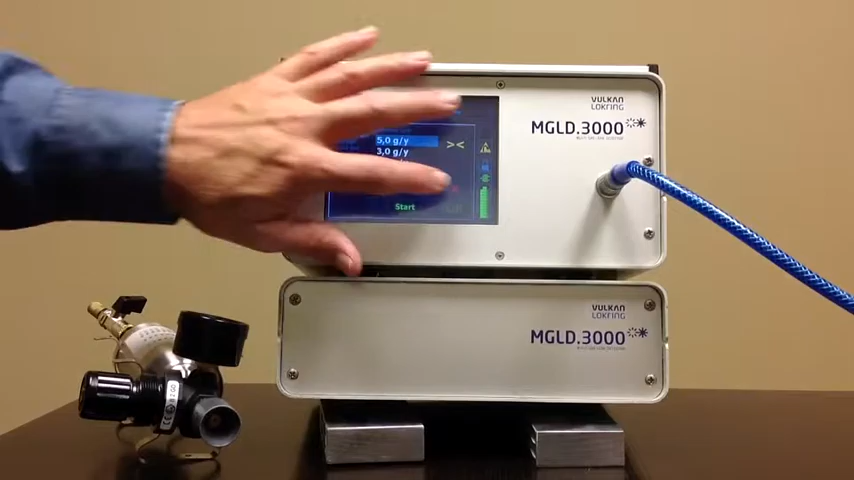 VULKAN
LOKRING
MGLD.3000
5,0 g/y
> <
3,0 g/y
Start
VULKAN
LOKRING
MGLD.3000